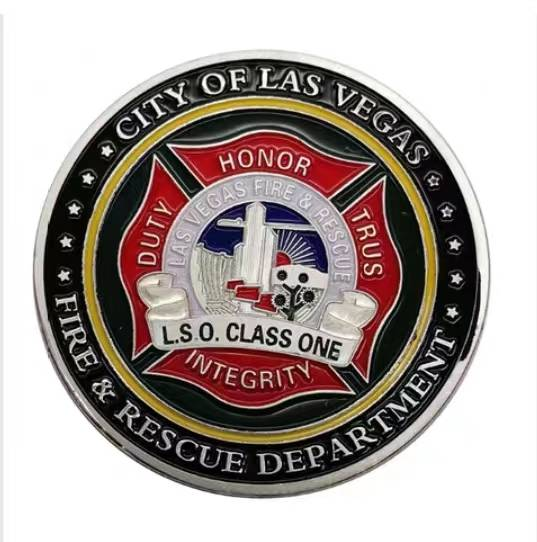 CITY OF LAS VEGAS
HONOR
DUTY
TRUS
LAS VEGAS FIRE & RESCUE
L.S.O. CLASS ONE
INTEGRITY
FIRE & RESCUE DEPARTMENT